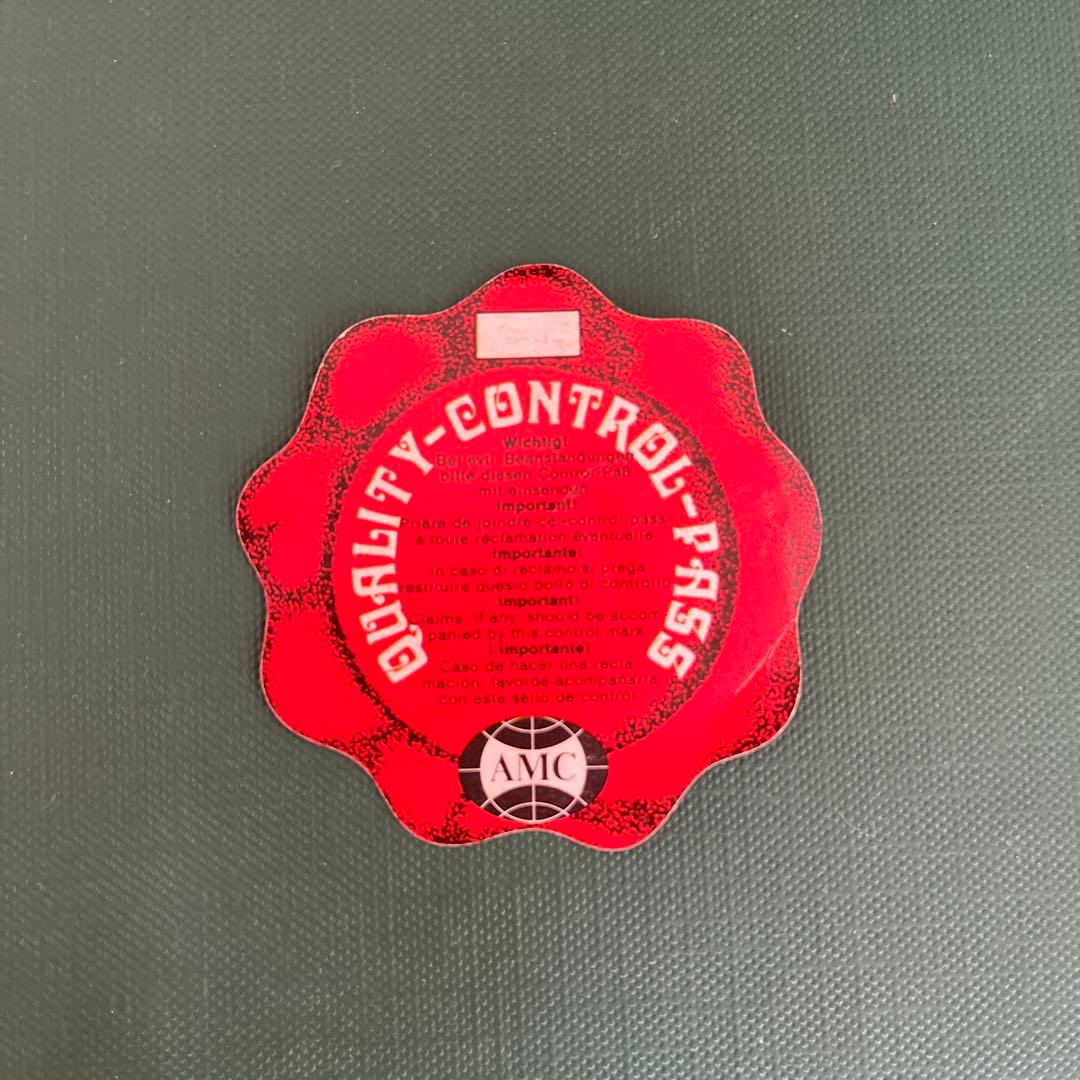 QUALITY-CONTROL-PASS
Wichtig!
Bei evtl. Beanstandungen
bitte diesen Control-Paß
mit einsenden
Important!
Prière de joindre ce «control-pass»
à toute réclamation éventuelle
Importante!
In caso di reclamo si prega
restituire questo bollo di controllo
Important!
Claims, if any, should be accom-
panied by this control mark
¡ Importante!
Caso de hacer una recla-
mación, favor de acompañarla
con este sello de control
AMC